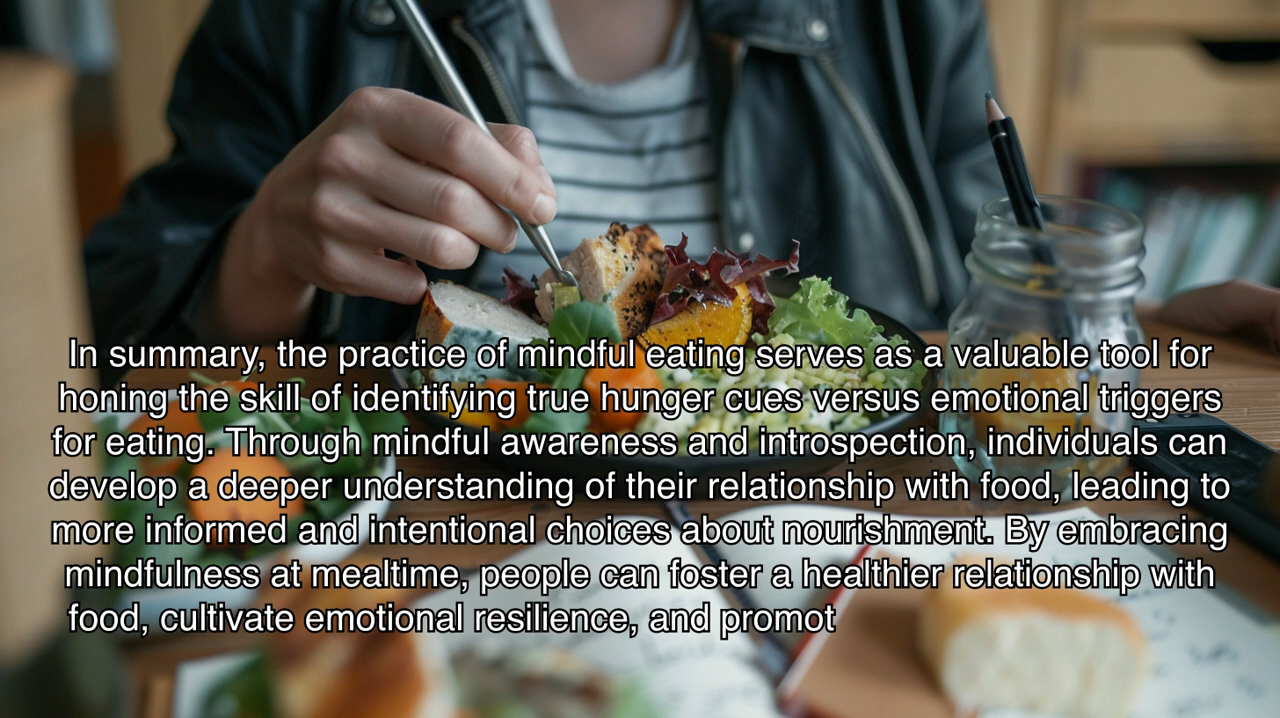 In summary, the practice of mindful eating serves as a valuable tool for
honing the skill of identifying true hunger cues versus emotional triggers
for eating. Through mindful awareness and introspection, individuals can
develop a deeper understanding of their relationship with food, leading to
more informed and intentional choices about nourishment. By embracing
mindfulness at mealtime, people can foster a healthier relationship with
food, cultivate emotional resilience, and promot